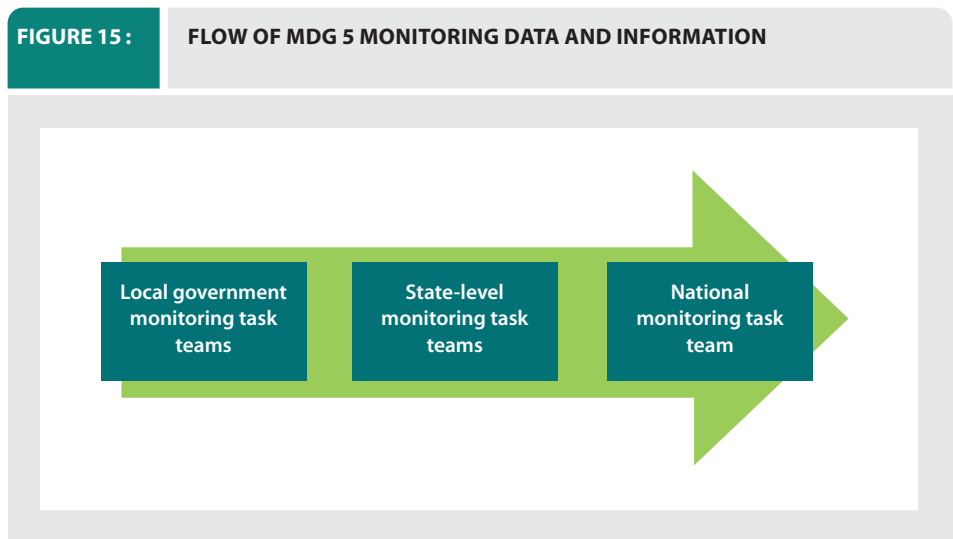 FIGURE 15 :
FLOW OF MDG 5 MONITORING DATA AND INFORMATION
Local government
monitoring task
teams
State-level
monitoring task
teams
National
monitoring task
team